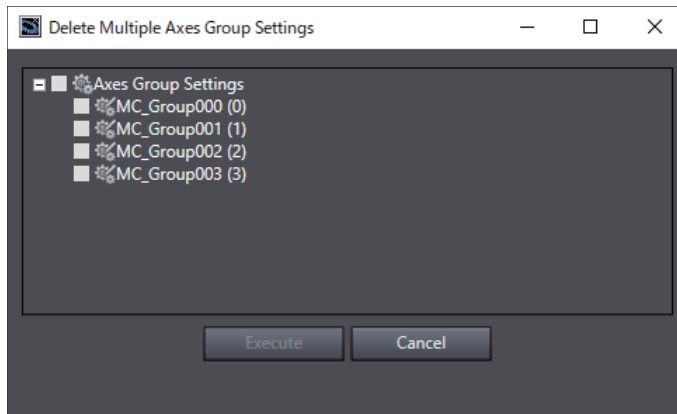 Delete Multiple Axes Group Settings
Axes Group Settings
MC_Group000 (0)
MC_Group001 (1)
MC_Group002 (2)
MC_Group003 (3)
Execute Cancel